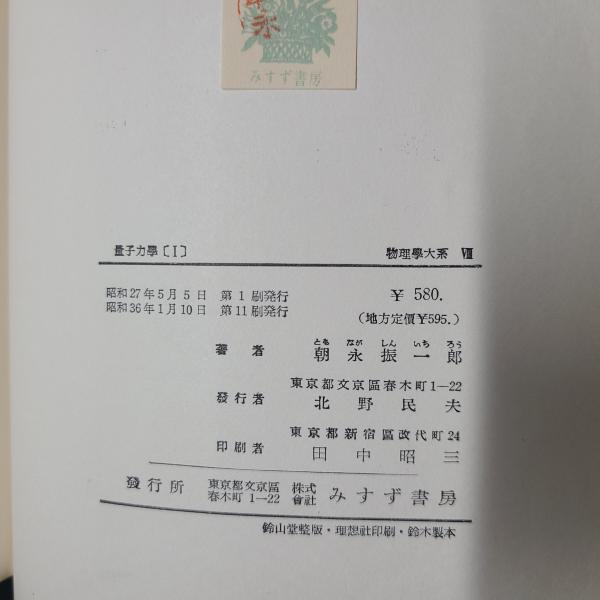 永
みすず書房
量子力學〔Ⅰ〕 物理學大系 Ⅷ
昭和27年5月5日 第1刷発行 ¥ 580.
昭和36年1月10日 第11刷発行 (地方定價¥595.)
とも なが しん いち ろう
著者 朝永振一郎
東京都文京區春木町1—22
發行者 北野民夫
東京都新宿區改代町24
印刷者 田中昭三
發行所 東京都文京區春木町1—22 株式會社 みすず書房
鈴山堂整版・理想社印刷・鈴木製本